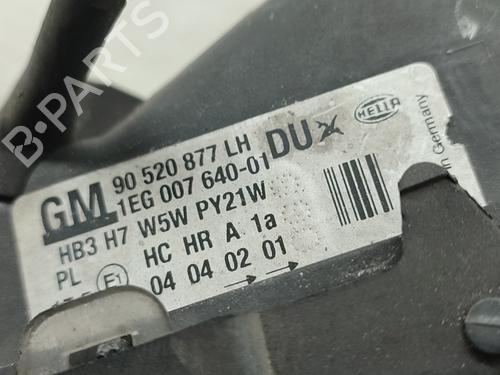 B-PARTS
GM 90 520 877 LH DU
1EG 007 640-01
HELLA
in Germany
HB3 H7 W5W PY21W
PL HC HR A 1a
E1 04 04 02 01